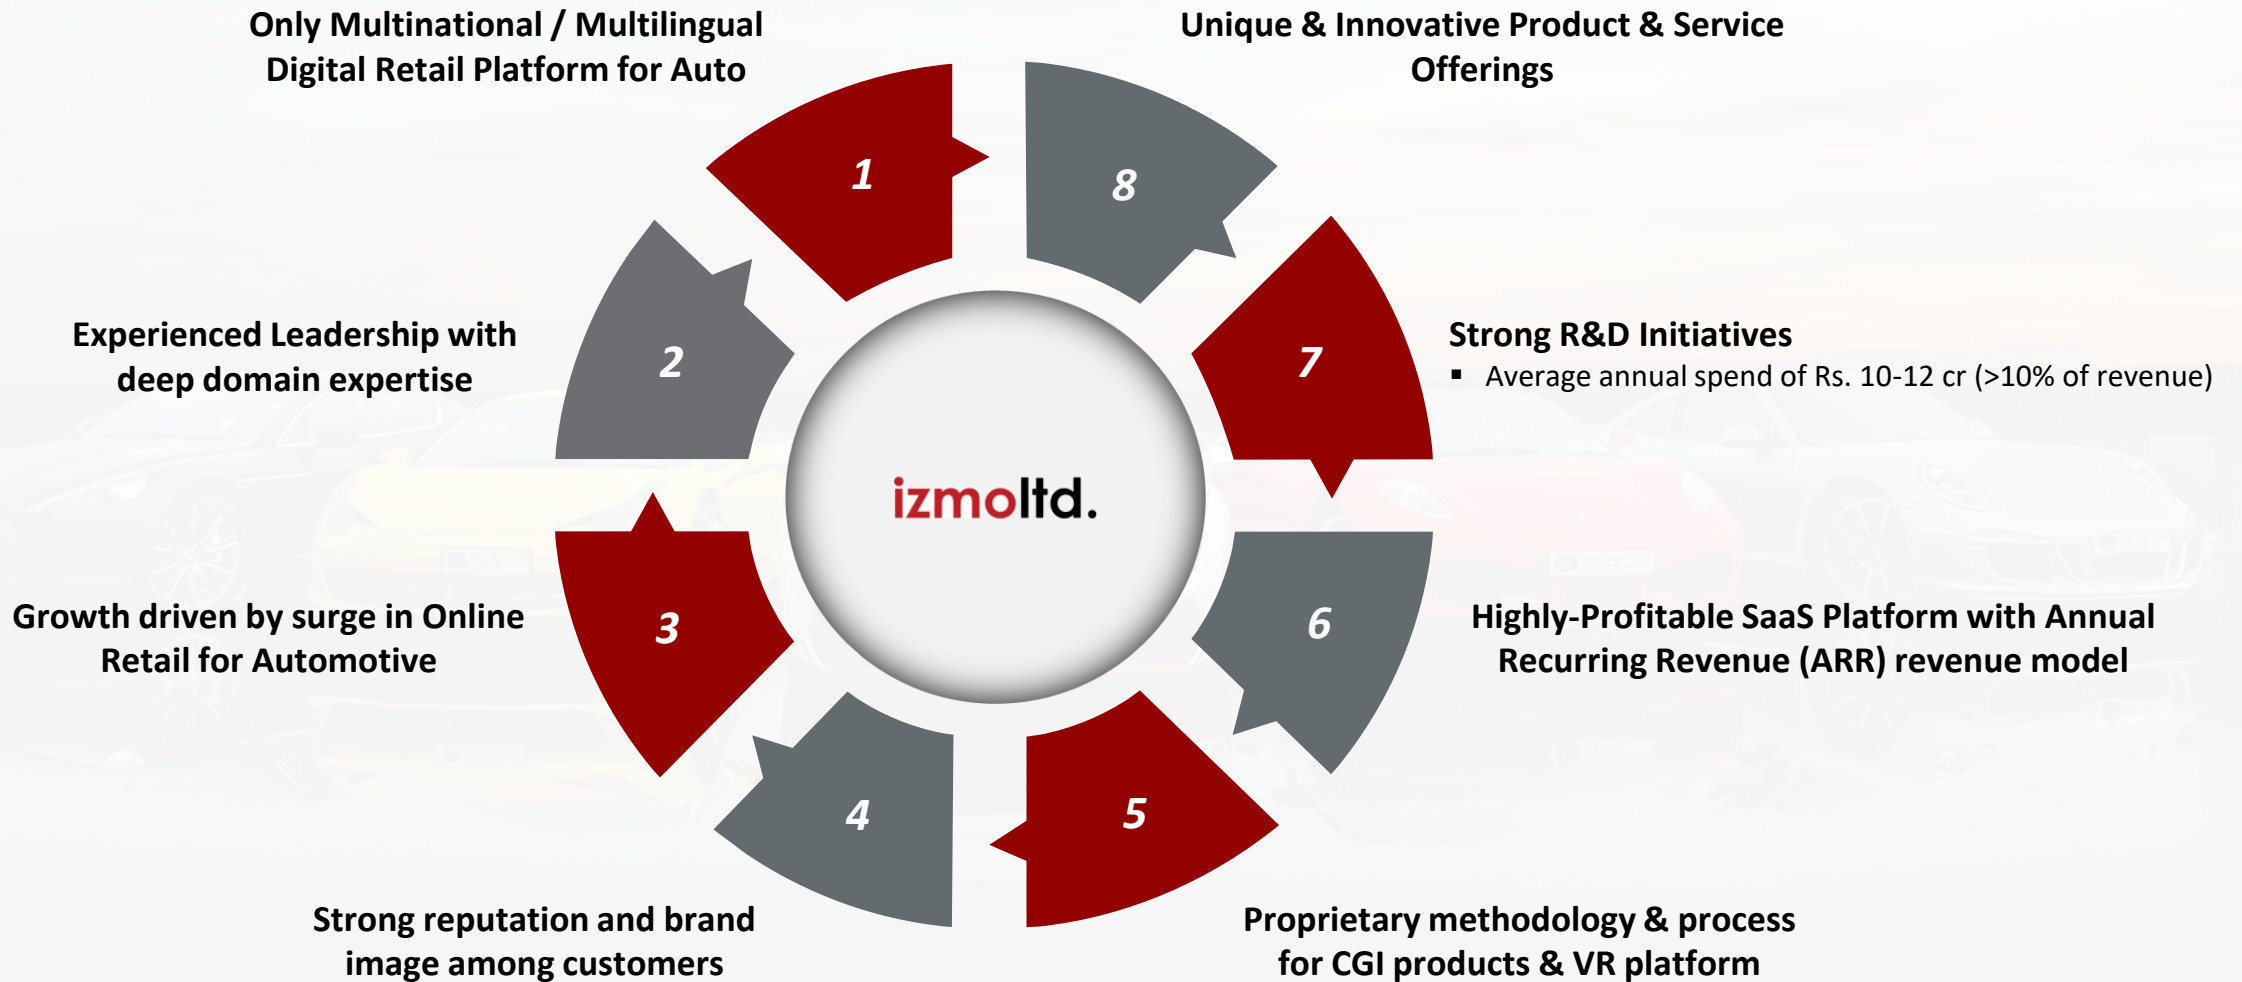 Only Multinational / Multilingual
Digital Retail Platform for Auto
Unique & Innovative Product & Service
Offerings
1
8
Experienced Leadership with
deep domain expertise
2
7
Strong R&D Initiatives
▪ Average annual spend of Rs. 10-12 cr (>10% of revenue)
izmoltd.
Growth driven by surge in Online
Retail for Automotive
3
6
Highly-Profitable SaaS Platform with Annual
Recurring Revenue (ARR) revenue model
4
5
Strong reputation and brand
image among customers
Proprietary methodology & process
for CGI products & VR platform